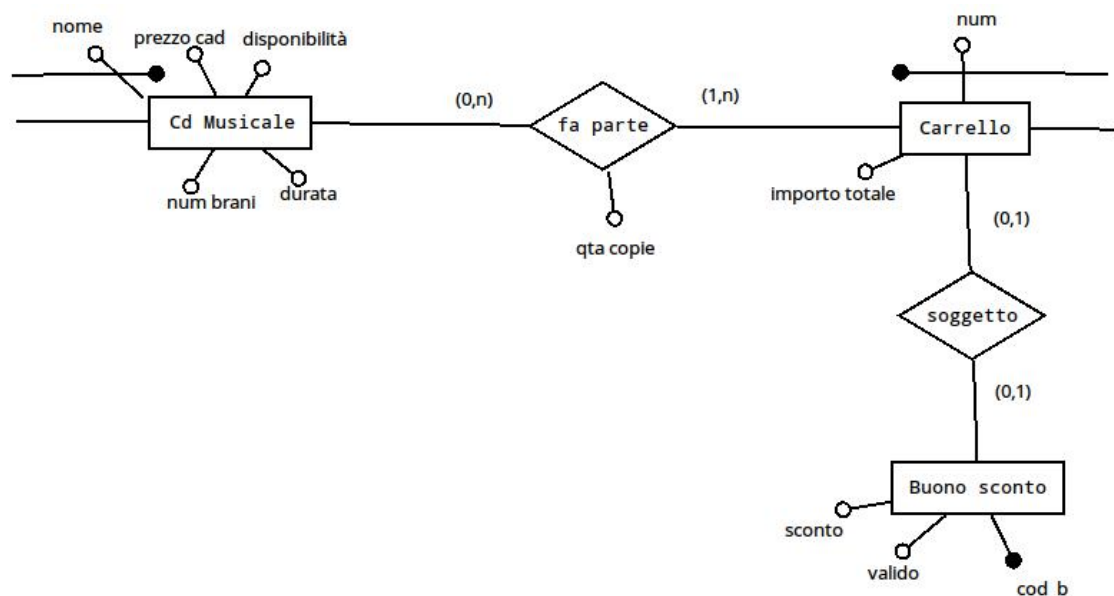 num
nome
prezzo cad
disponibilità
(0,n)
(1,n)
Cd Musicale
fa parte
Carrello
num brani
durata
importo totale
qta copie
(0,1)
soggetto
(0,1)
Buono sconto
sconto
valido
cod_b